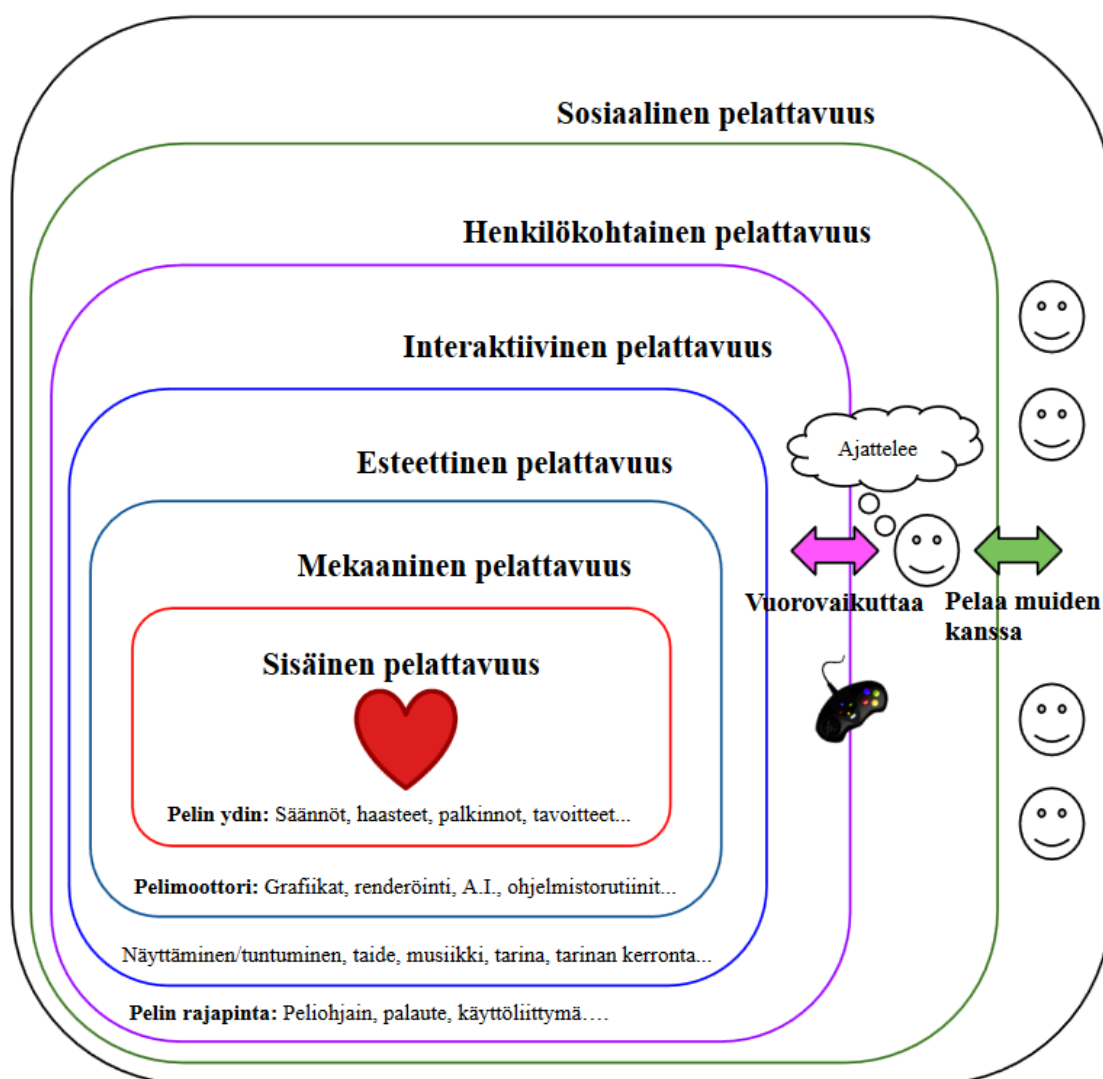 Sosiaalinen pelattavuus
Henkilökohtainen pelattavuus
Interaktiivinen pelattavuus
Esteettinen pelattavuus
Ajattelee
Mekaaninen pelattavuus
Vuorovaikuttaa
Pelaa muiden
kanssa
Sisäinen pelattavuus
Pelin ydin: Säännöt, haasteet, palkinnot, tavoitteet...
Pelimoottori: Grafiikat, renderöinti, A.I., ohjelmistorutiinit...
Näyttäminen/tuntuminen, taide, musiikki, tarina, tarinan kerronta...
Pelin rajapinta: Peliohjain, palaute, käyttöliittymä….